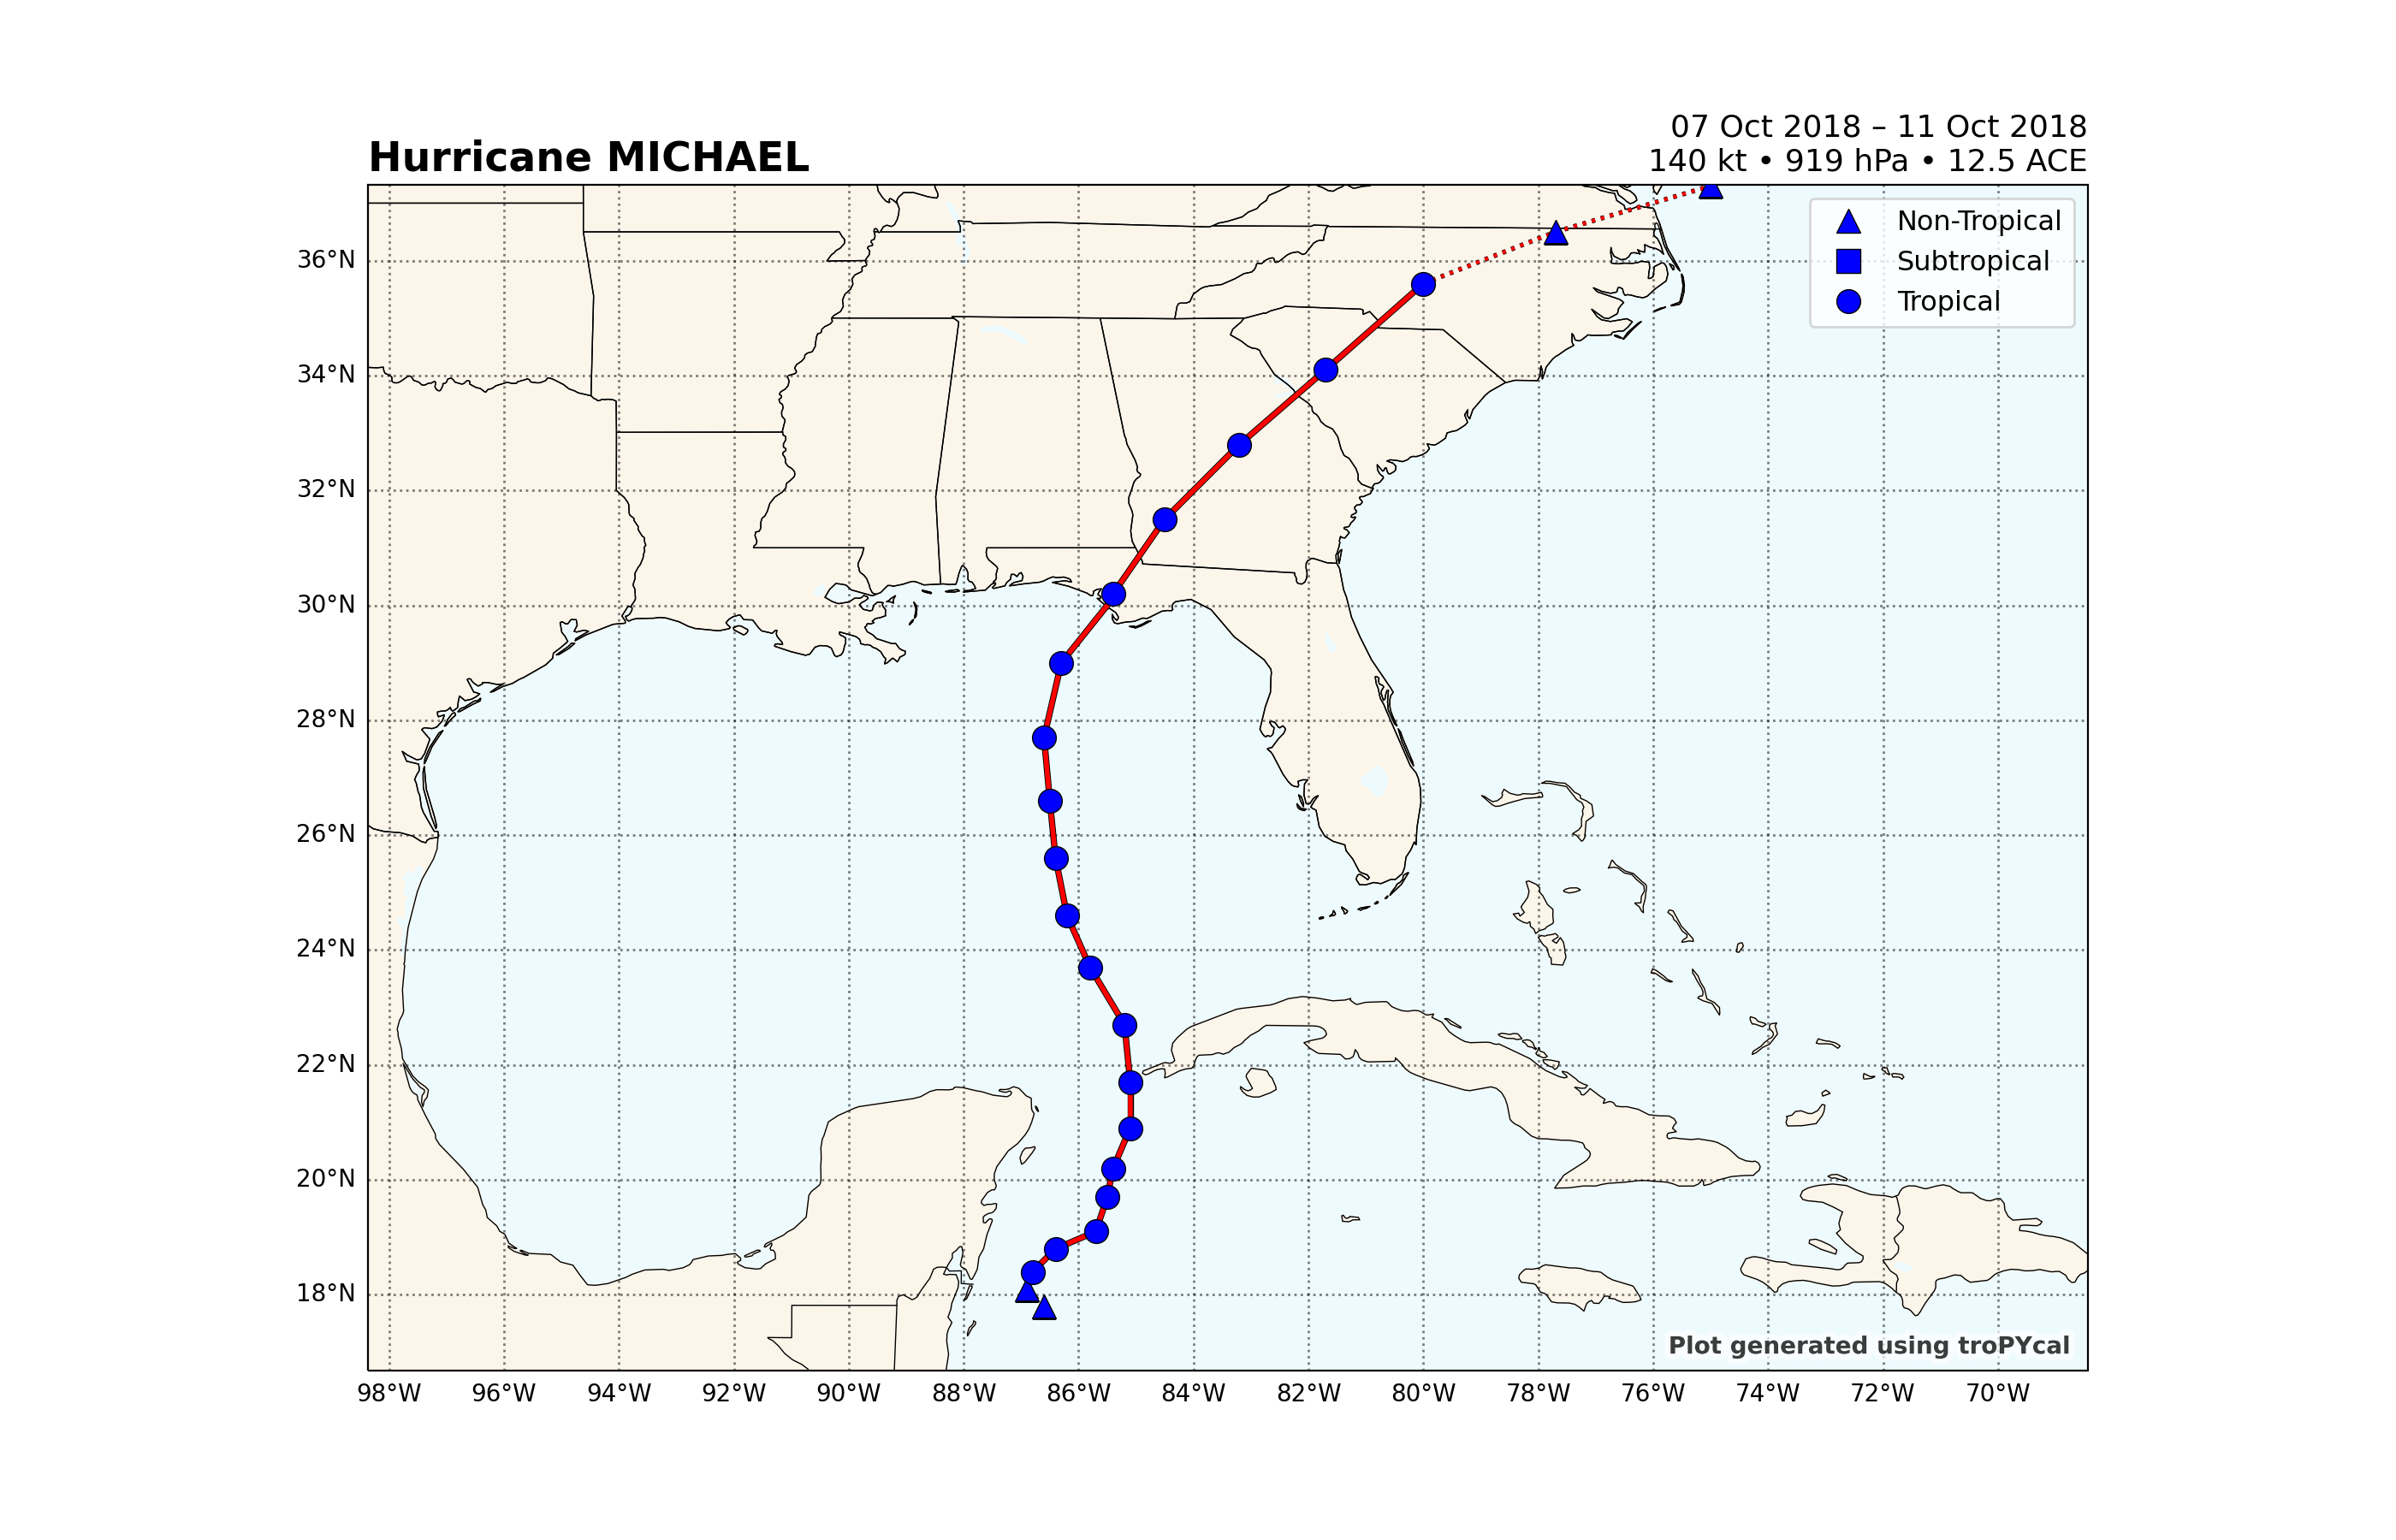 07 Oct 2018 – 11 Oct 2018
Hurricane MICHAEL
140 kt • 919 hPa • 12.5 ACE
Non-Tropical
Subtropical
Tropical
36°N
34°N
32°N
30°N
28°N
26°N
24°N
22°N
20°N
18°N
Plot generated using troPYcal
98°W 96°W 94°W 92°W 90°W 88°W 86°W 84°W 82°W 80°W 78°W 76°W 74°W 72°W 70°W